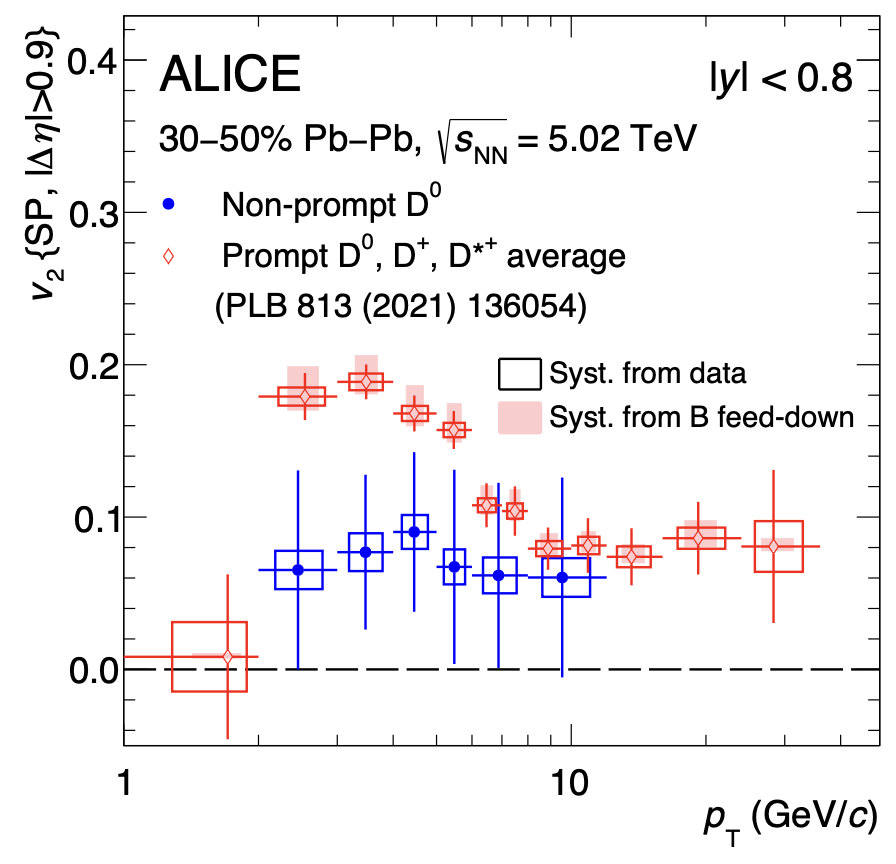 v₂ {SP, |Δη|>0.9}
0.4
0.3
0.2
0.1
0.0
ALICE
|y| < 0.8
30–50% Pb–Pb, √sNN = 5.02 TeV
Non-prompt D⁰
Prompt D⁰, D⁺, D*⁺ average
(PLB 813 (2021) 136054)
Syst. from data
Syst. from B feed-down
1
10
pT (GeV/c)